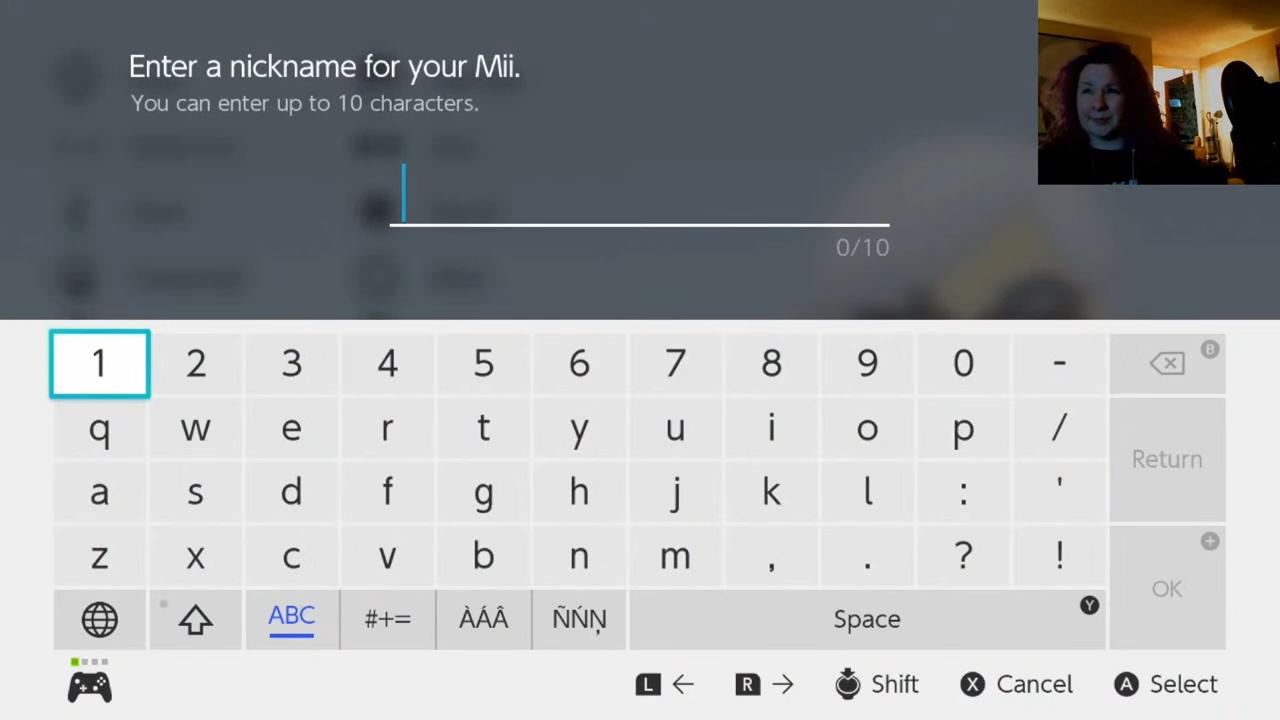 Enter a nickname for your Mii.
You can enter up to 10 characters.
0/10
1 2 3 4 5 6 7 8 9 0 - B
q w e r t y u i o p /
Return
a s d f g h j k l : '
z x c v b n m , . ? ! +
OK
ABC #+= ÀÁÂ ÑŃŅ Space Y
L ← R → Shift X Cancel A Select